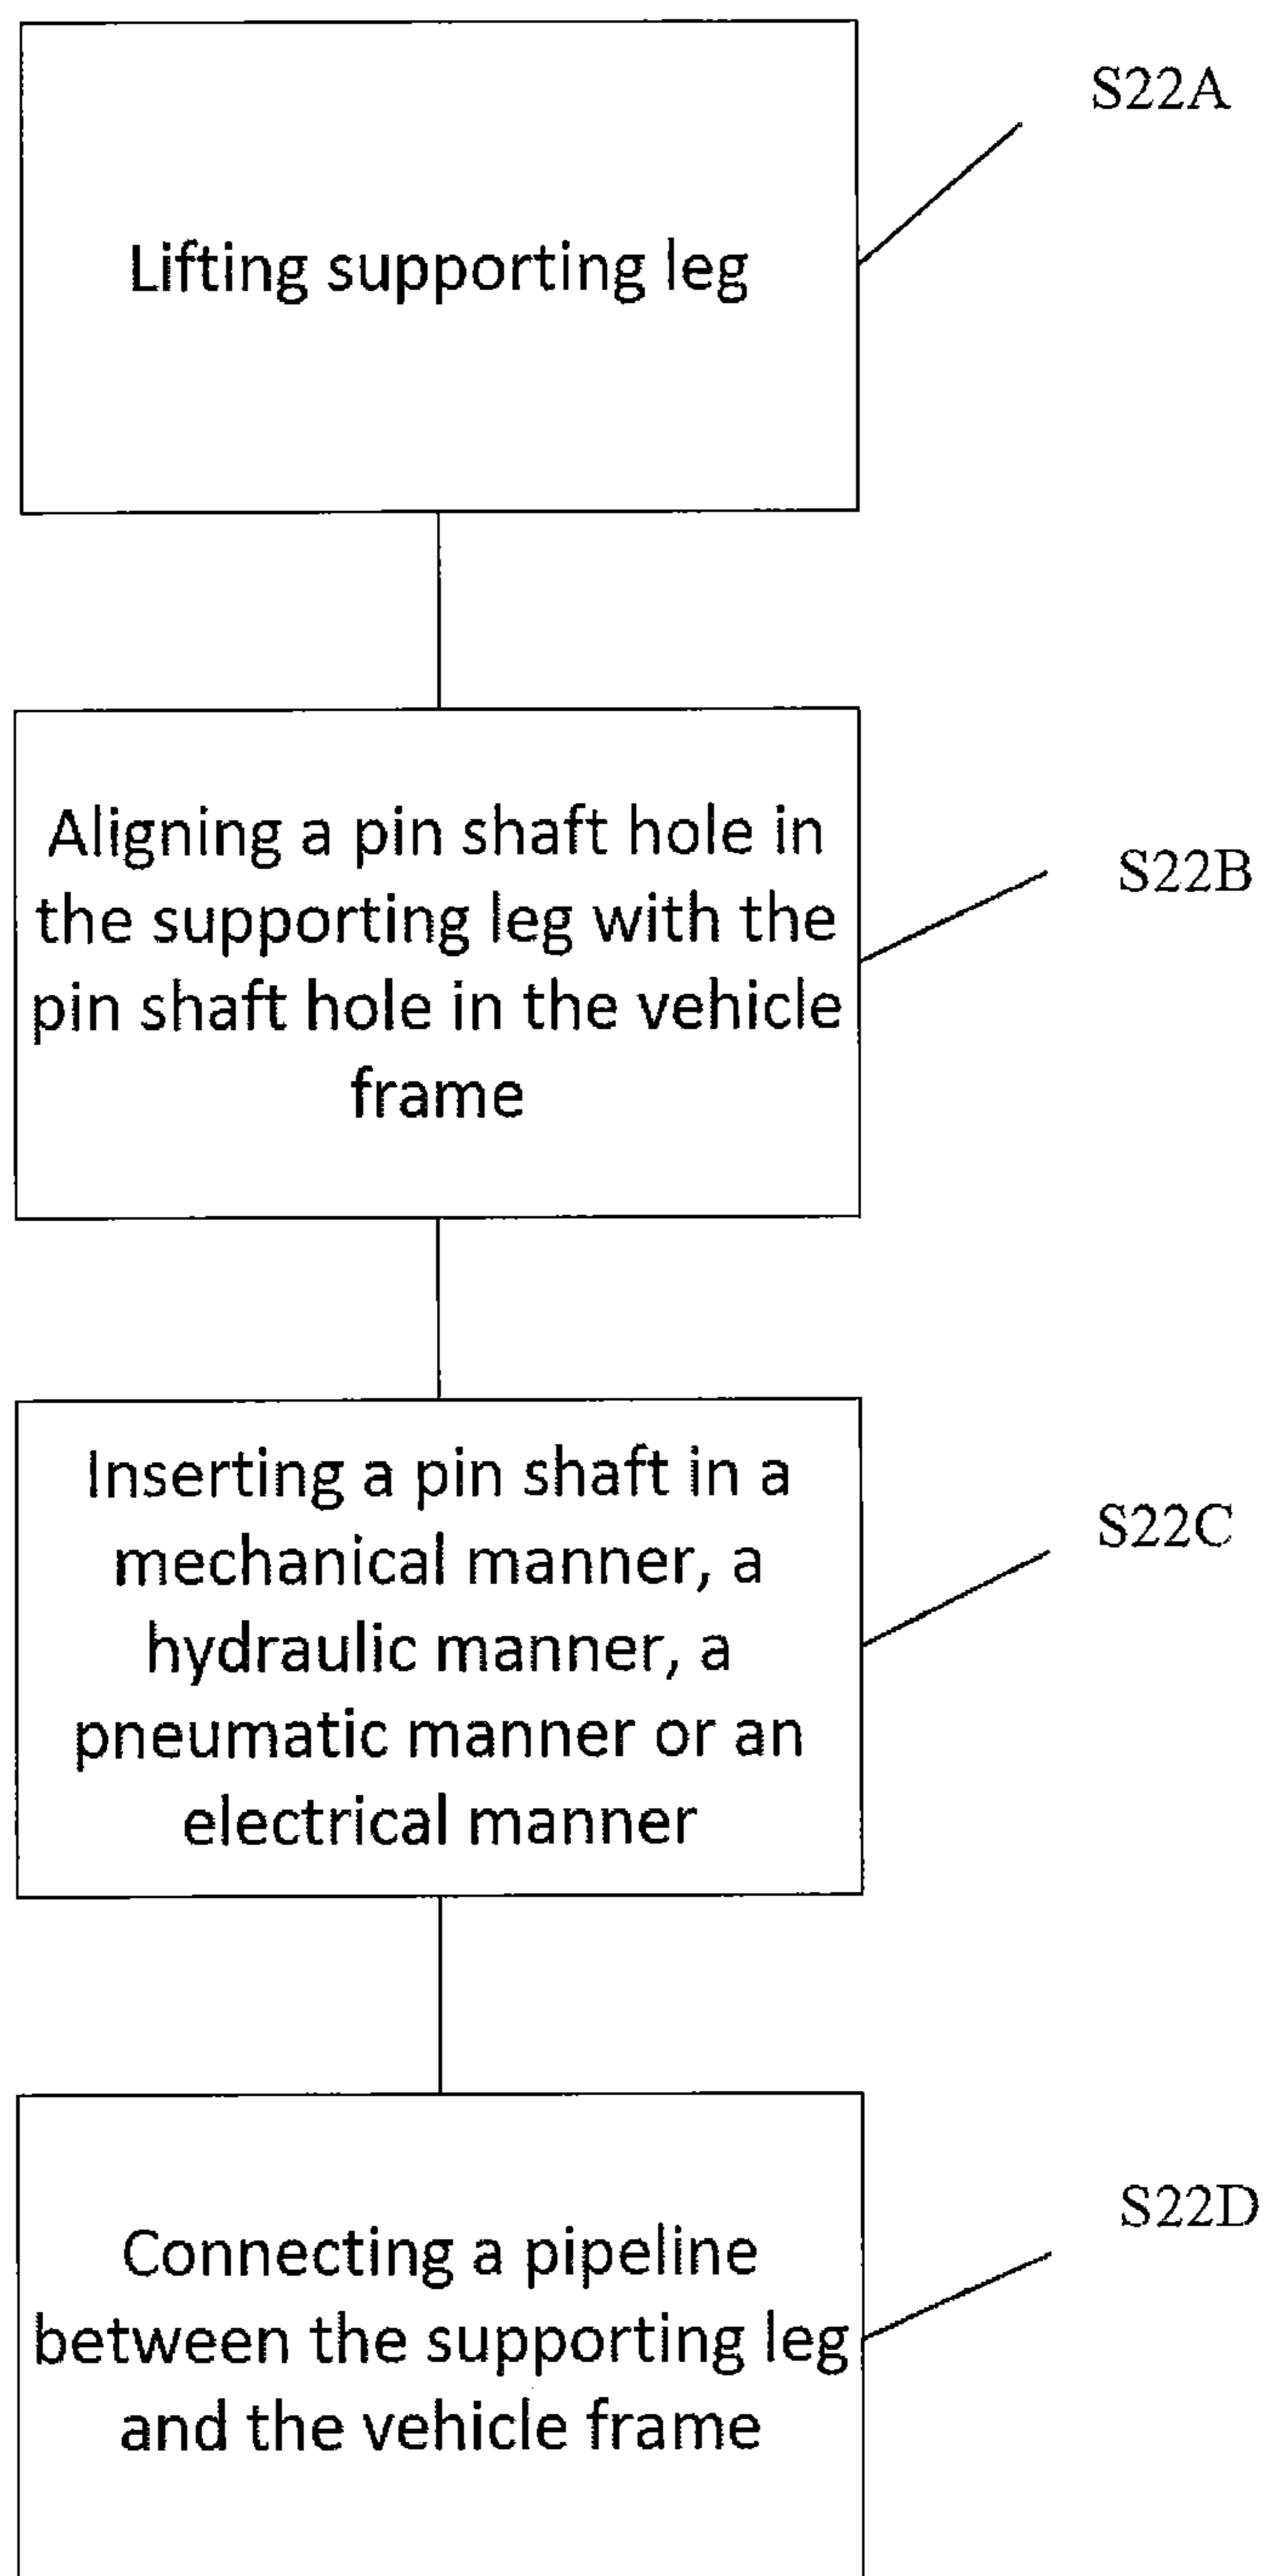 S22A
Lifting supporting leg
Aligning a pin shaft hole in
the supporting leg with the
pin shaft hole in the vehicle
frame
S22B
Inserting a pin shaft in a
mechanical manner, a
hydraulic manner, a
pneumatic manner or an
electrical manner
S22C
Connecting a pipeline
between the supporting leg
and the vehicle frame
S22D